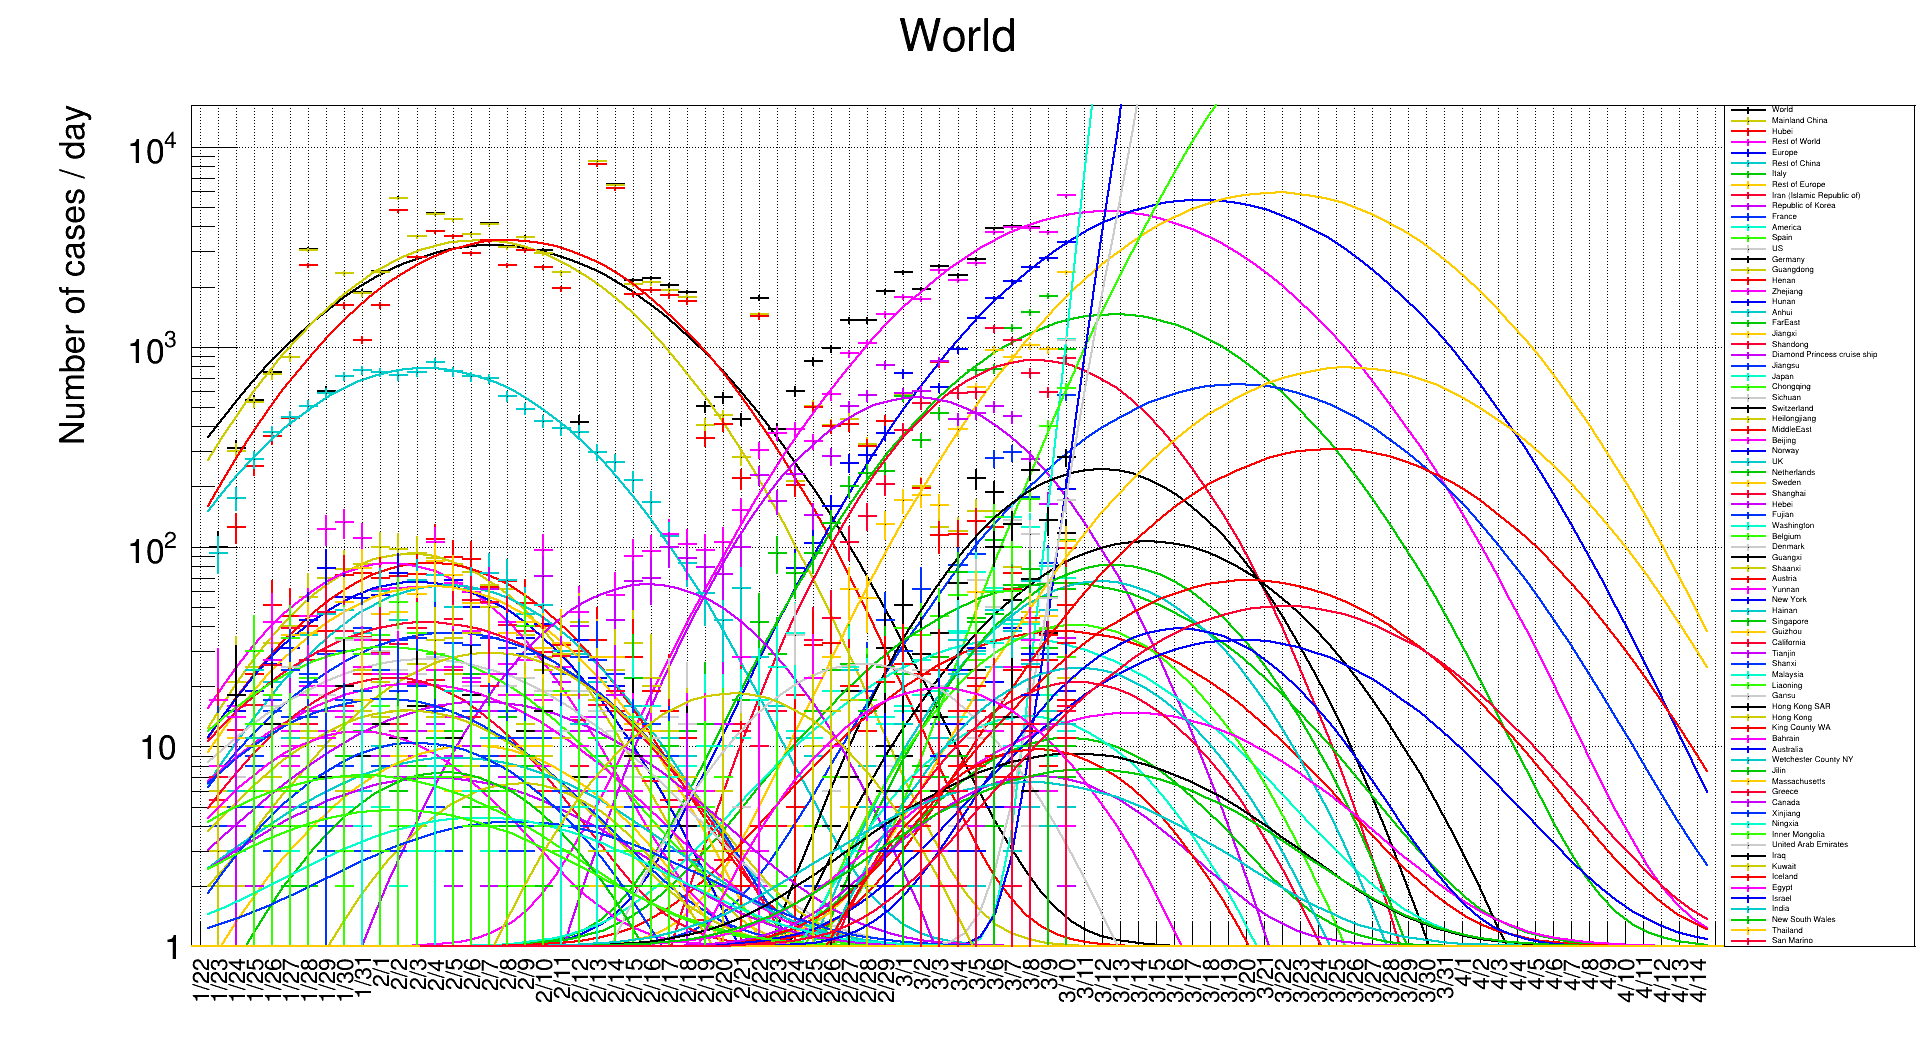 World
Number of cases / day
10⁴
10³
10²
10
1
1/22
1/23
1/24
1/25
1/26
1/27
1/28
1/29
1/30
1/31
2/1
2/2
2/3
2/4
2/5
2/6
2/7
2/8
2/9
2/10
2/11
2/12
2/13
2/14
2/15
2/16
2/17
2/18
2/19
2/20
2/21
2/22
2/23
2/24
2/25
2/26
2/27
2/28
2/29
3/1
3/2
3/3
3/4
3/5
3/6
3/7
3/8
3/9
3/10
3/11
3/12
3/13
3/14
3/15
3/16
3/17
3/18
3/19
3/20
3/21
3/22
3/23
3/24
3/25
3/26
3/27
3/28
3/29
3/30
3/31
4/1
4/2
4/3
4/4
4/5
4/6
4/7
4/8
4/9
4/10
4/11
4/12
4/13
4/14
World
Mainland China
Hubei
Rest of World
Europe
Rest of China
Italy
Rest of Europe
Iran (Islamic Republic of)
Republic of Korea
France
America
Spain
US
Germany
Guangdong
Henan
Zhejiang
Hunan
Anhui
FarEast
Jiangxi
Shandong
Diamond Princess cruise ship
Jiangsu
Japan
Chongqing
Sichuan
Switzerland
Heilongjiang
MiddleEast
Beijing
Norway
UK
Netherlands
Sweden
Shanghai
Hebei
Fujian
Washington
Belgium
Denmark
Guangxi
Shaanxi
Austria
Yunnan
New York
Hainan
Singapore
Guizhou
California
Tianjin
Shanxi
Malaysia
Liaoning
Gansu
Hong Kong SAR
Hong Kong
King County WA
Bahrain
Australia
Wetchester County NY
Jilin
Massachusetts
Greece
Canada
Xinjiang
Ningxia
Inner Mongolia
United Arab Emirates
Iraq
Kuwait
Iceland
Egypt
Israel
India
New South Wales
Thailand
San Marino